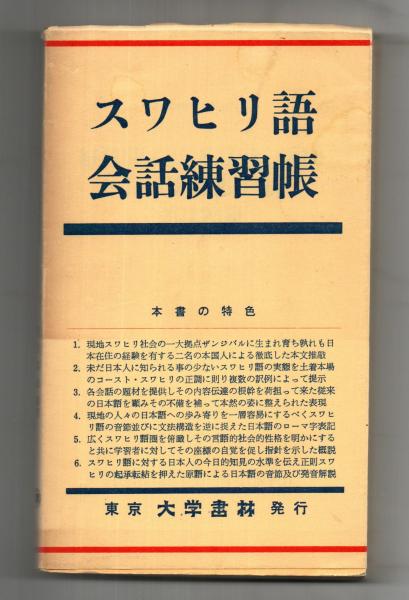 スワヒリ語
会話練習帳
本書の特色
1. 現地スワヒリ社会の一大拠点ザンジバルに生まれ育ち孰れも日
本在住の経験を有する二名の本国人による徹底した本文推敲
2. 未だ日本人に知られる事の少ないスワヒリ語の実態を土着本場
のコースト・スワヒリの正調に則り複数の訳例によって提示
3. 各会話の題材を提供しその内容伝達の根幹を荷担って来た従来
の日本語を顧みその不備を補って本然の姿に整えられた表現
4. 現地の人々の日本語への歩み寄りを一層容易にするべくスワヒ
リ語の音節並びに文法構造を逆に捉えた日本語のローマ字表記
5. 広くスワヒリ語圏を俯瞰しその言語的社会的性格を明かにする
と共に学習者に対してその座標の自覚を促し指針を示した概説
6. スワヒリ語に対する日本人の今日的知見の水準を伝え正則スワ
ヒリの起承転結を押えた原語による日本語の音節及び発音解説
東京 大学書林 発行